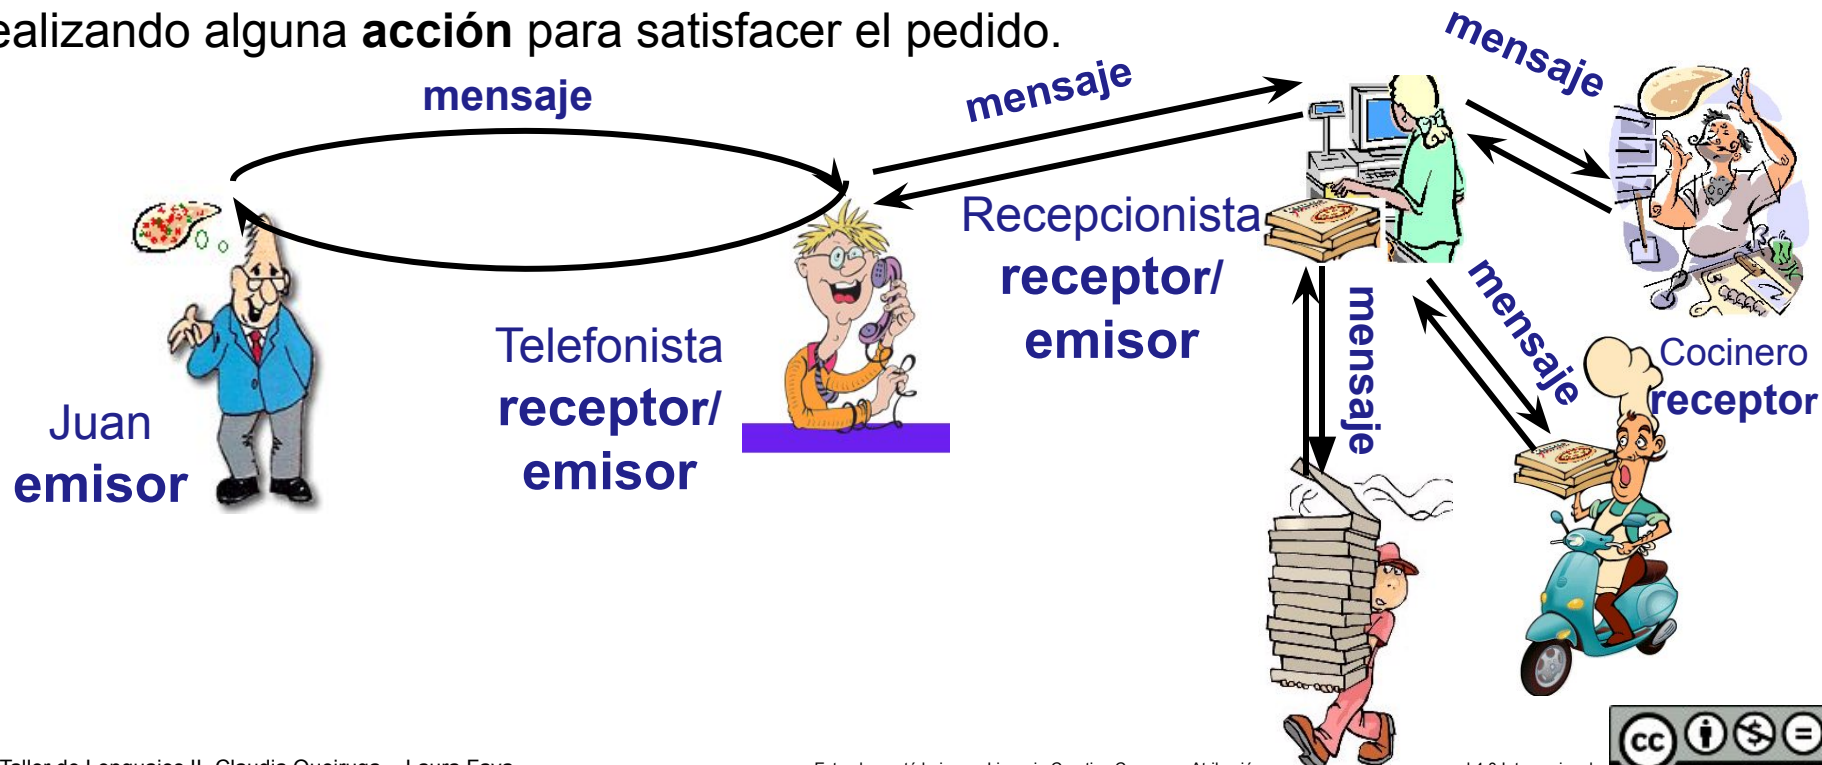 ealizando alguna acción para satisfacer el pedido.
mensaje
mensaje
mensaje
Recepcionista
receptor/
emisor
Telefonista
receptor/
emisor
Juan
emisor
mensaje
mensaje
Cocinero
receptor
cc